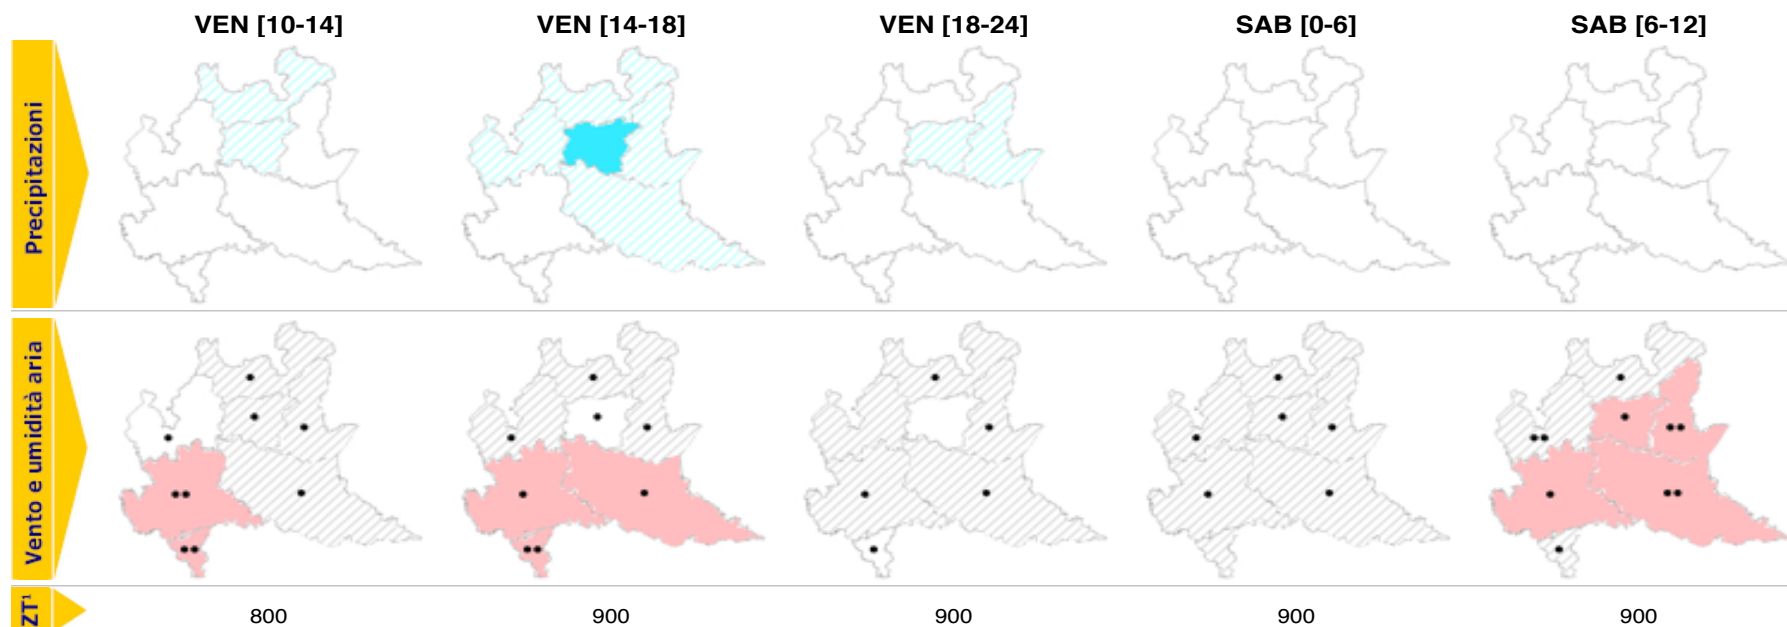 VEN [10-14] VEN [14-18] VEN [18-24] SAB [0-6] SAB [6-12]
Precipitazioni
Vento e umidità aria
ZT¹ 800 900 900 900 900